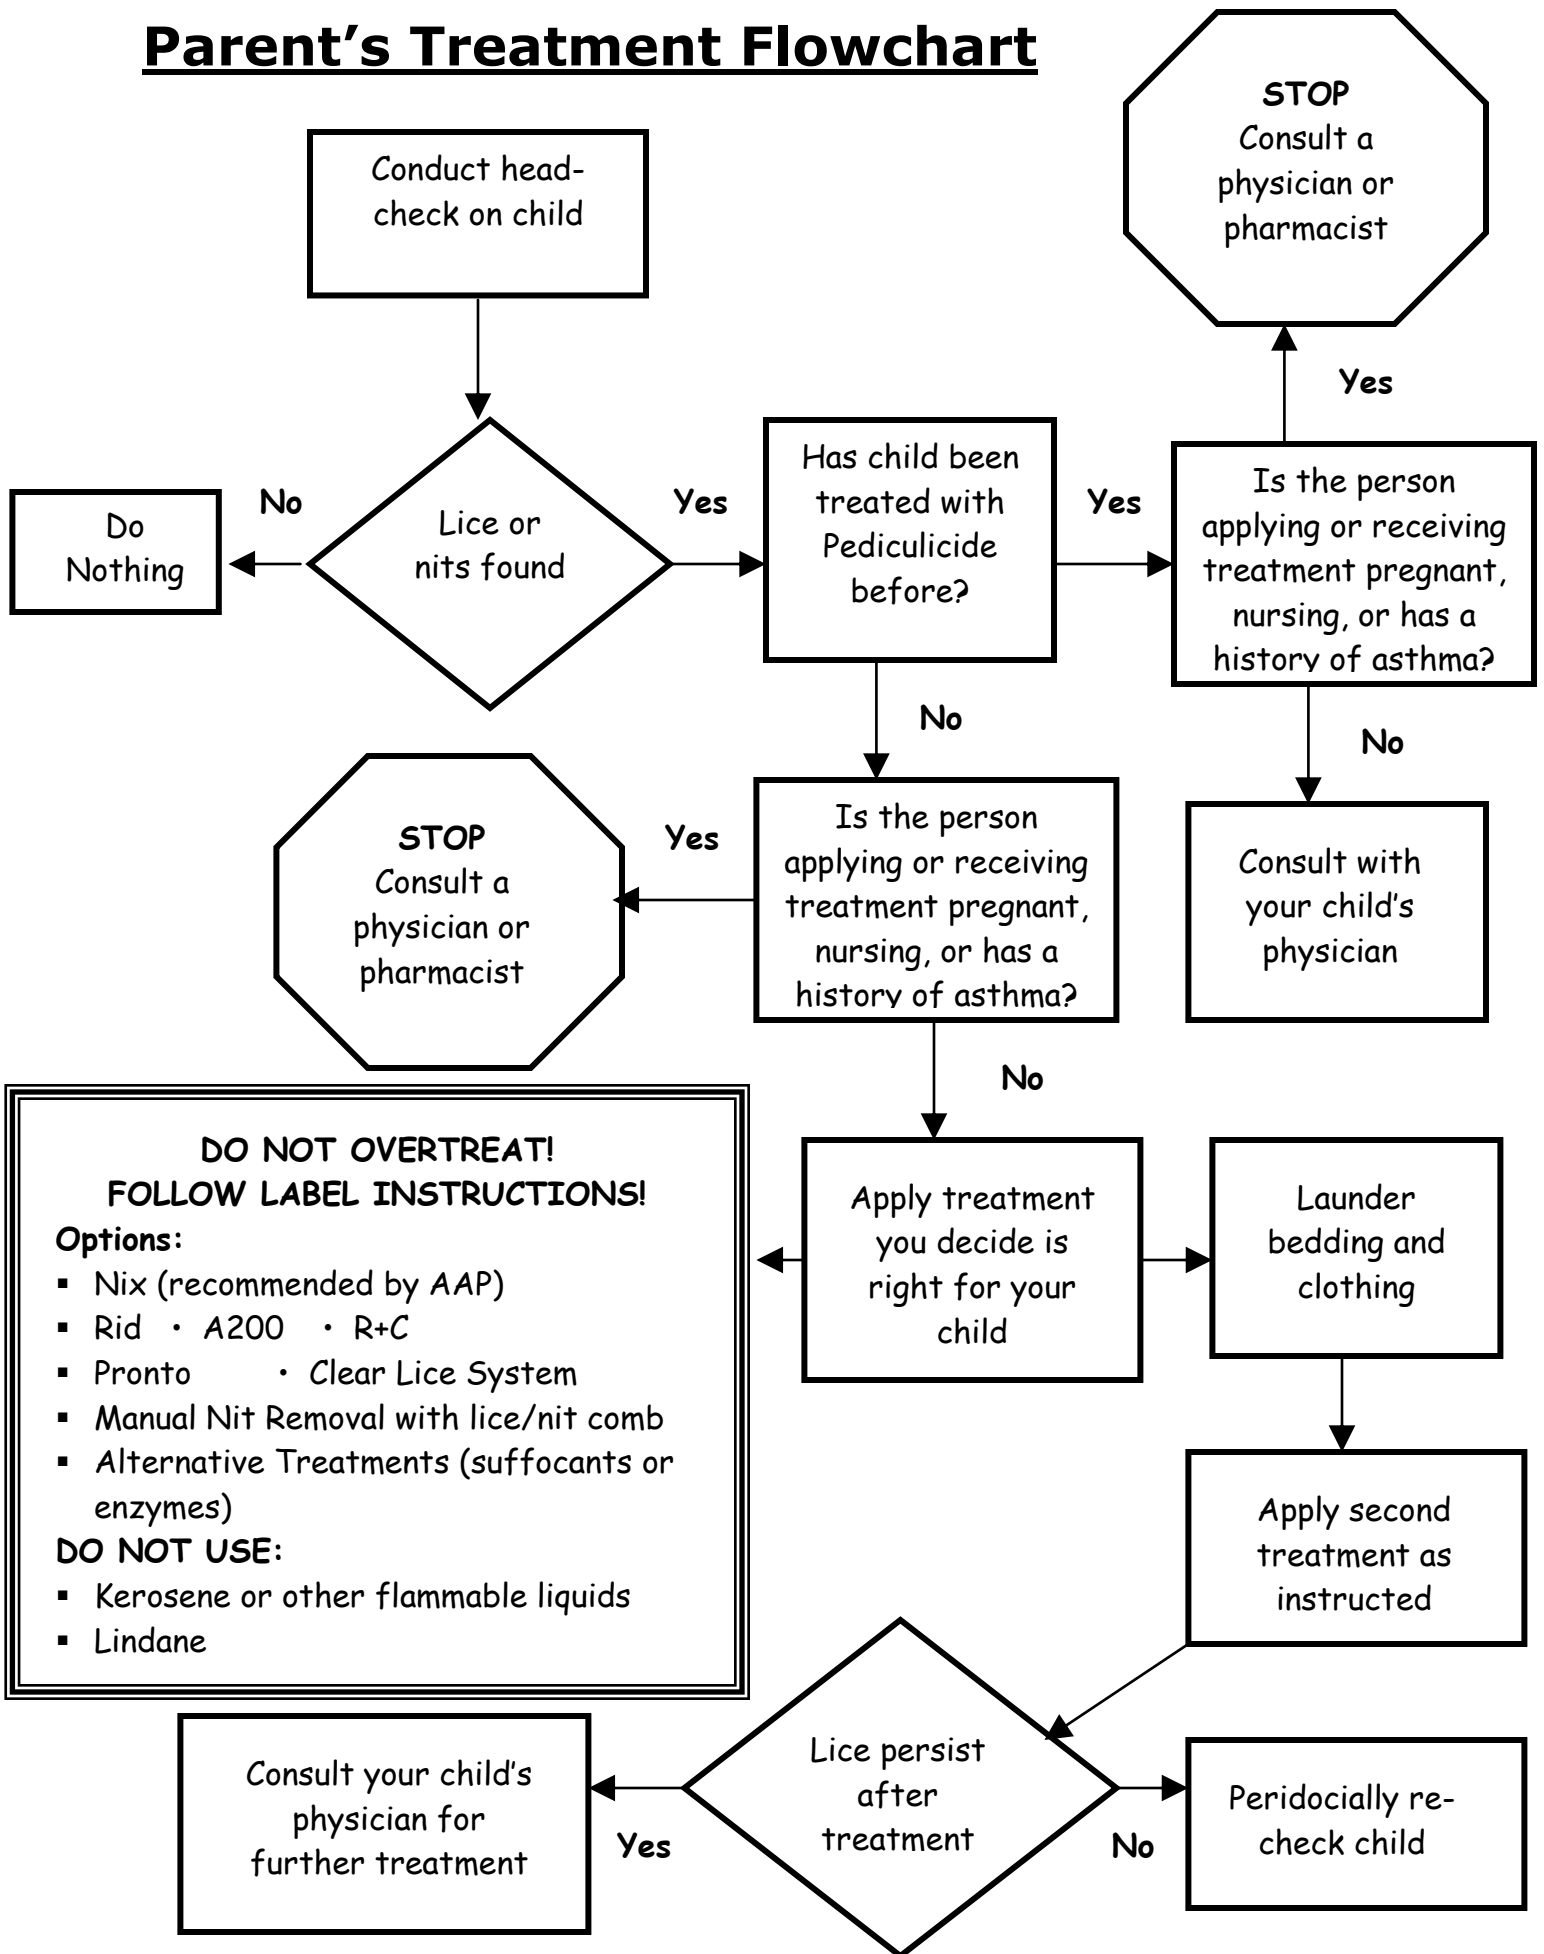 Parent's Treatment Flowchart
STOP
Consult a
physician or
pharmacist
Conduct head-
check on child
Yes
Lice or
nits found
No
Do
Nothing
Yes
Has child been
treated with
Pediculicide
before?
Yes
Is the person
applying or receiving
treatment pregnant,
nursing, or has a
history of asthma?
No
No
STOP
Consult a
physician or
pharmacist
Yes
Is the person
applying or receiving
treatment pregnant,
nursing, or has a
history of asthma?
Consult with
your child's
physician
No
DO NOT OVERTREAT!
FOLLOW LABEL INSTRUCTIONS!
Options:
▪ Nix (recommended by AAP)
▪ Rid • A200 • R+C
▪ Pronto • Clear Lice System
▪ Manual Nit Removal with lice/nit comb
▪ Alternative Treatments (suffocants or
enzymes)
DO NOT USE:
▪ Kerosene or other flammable liquids
▪ Lindane
Apply treatment
you decide is
right for your
child
Launder
bedding and
clothing
Apply second
treatment as
instructed
Lice persist
after
treatment
Yes
Consult your child's
physician for
further treatment
No
Peridocially re-
check child